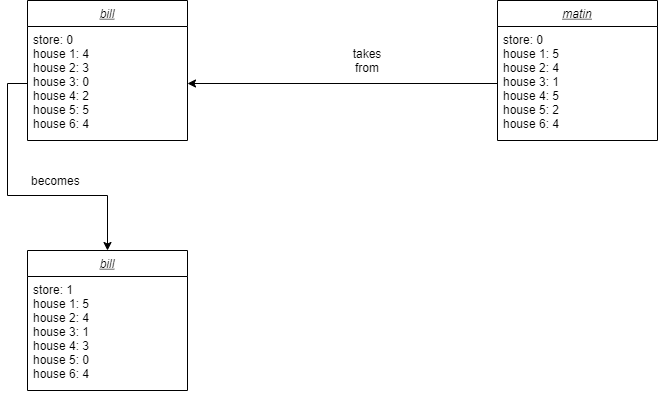 bill
store: 0
house 1: 4
house 2: 3
house 3: 0
house 4: 2
house 5: 5
house 6: 4
takes
from
matin
store: 0
house 1: 5
house 2: 4
house 3: 1
house 4: 5
house 5: 2
house 6: 4
becomes
bill
store: 1
house 1: 5
house 2: 4
house 3: 1
house 4: 3
house 5: 0
house 6: 4